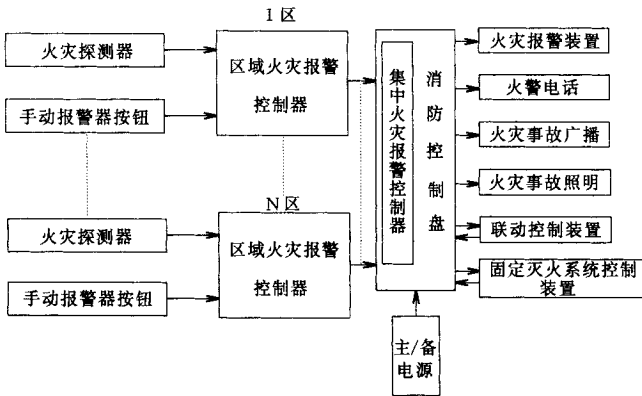 1区
火灾探测器
手动报警器按钮
区域火灾报警
控制器
N区
火灾探测器
手动报警器按钮
区域火灾报警
控制器
集中火灾报警控制器
消防控制盘
火灾报警装置
火警电话
火灾事故广播
火灾事故照明
联动控制装置
固定灭火系统控制
装置
主/备
电源